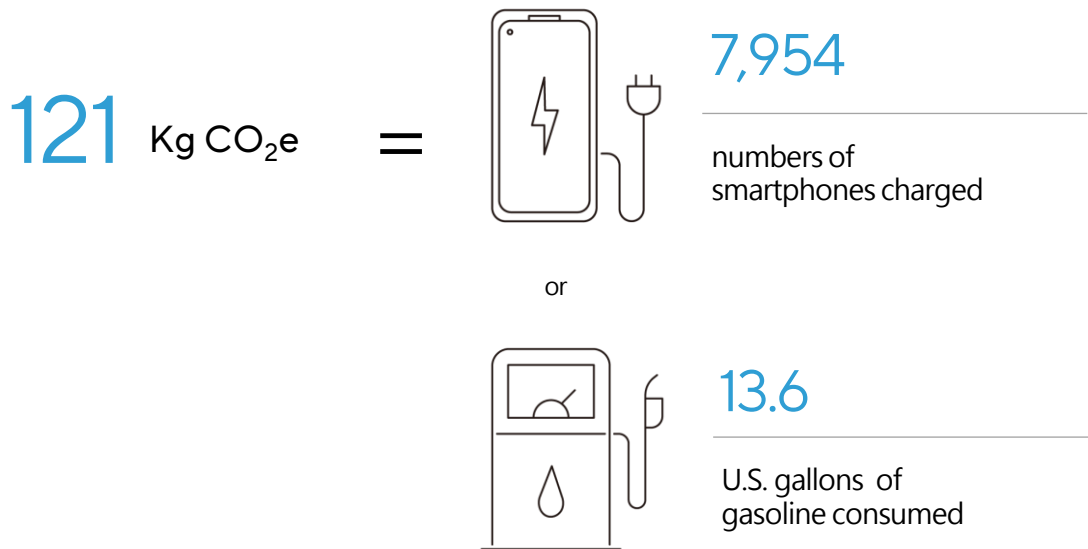 121 Kg CO₂e =
7,954
numbers of
smartphones charged
or
13.6
U.S. gallons of
gasoline consumed